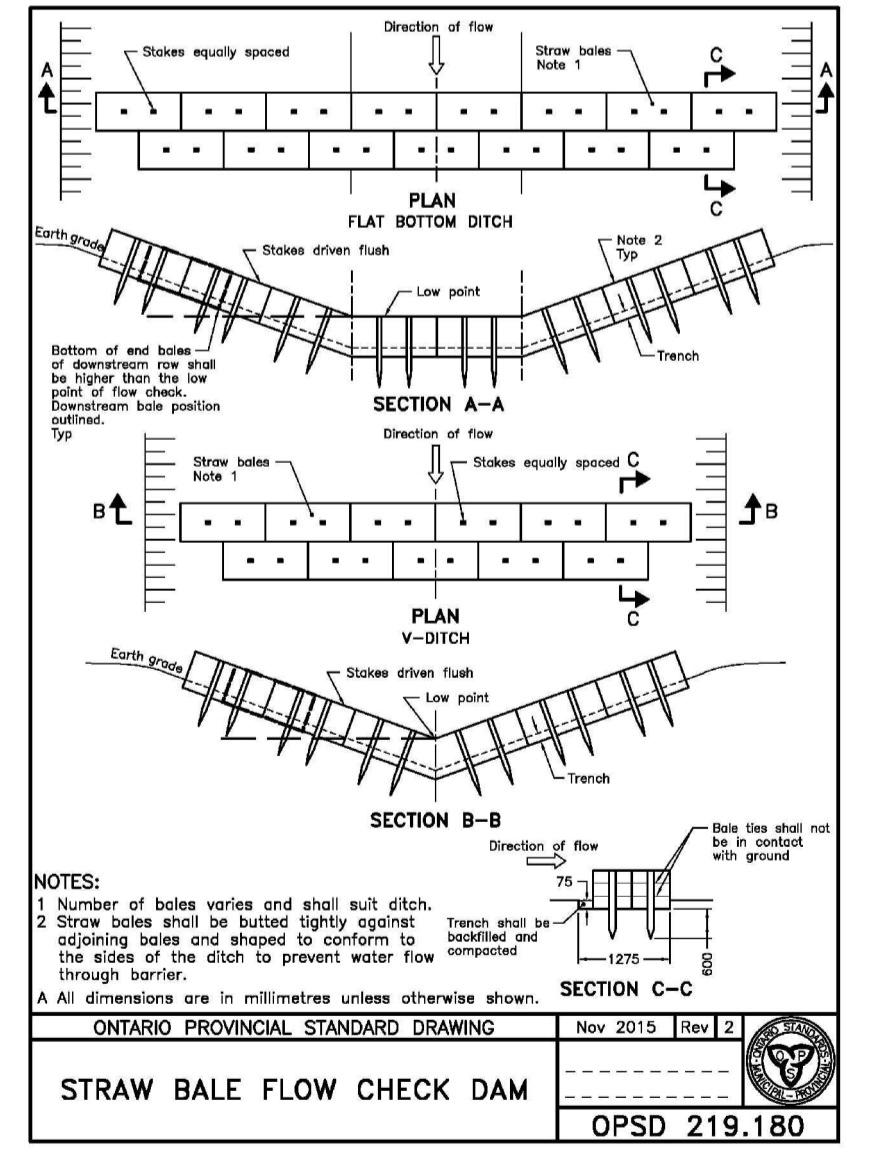 Direction of flow
Stakes equally spaced
Straw bales
Note 1
C
A
A
C
PLAN
FLAT BOTTOM DITCH
Earth grade
Stakes driven flush
Note 2
Typ
Low point
Trench
Bottom of end bales
of downstream row shall
be higher than the low
point of flow check.
Downstream bale position
outlined.
Typ
SECTION A-A
Direction of flow
Straw bales
Note 1
Stakes equally spaced
C
B
B
C
PLAN
V-DITCH
Earth grade
Stakes driven flush
Low point
Trench
SECTION B-B
Direction of flow
Bale ties shall not
be in contact
with ground
75
Trench shall be
backfilled and
compacted
1275
600
SECTION C-C
NOTES:
1 Number of bales varies and shall suit ditch.
2 Straw bales shall be butted tightly against
adjoining bales and shaped to conform to
the sides of the ditch to prevent water flow
through barrier.
A All dimensions are in millimetres unless otherwise shown.
ONTARIO PROVINCIAL STANDARD DRAWING
Nov 2015 Rev 2
STRAW BALE FLOW CHECK DAM
OPSD 219.180
ONTARIO STANDARDS
MUNICIPAL-PROVINCIAL
O P
S